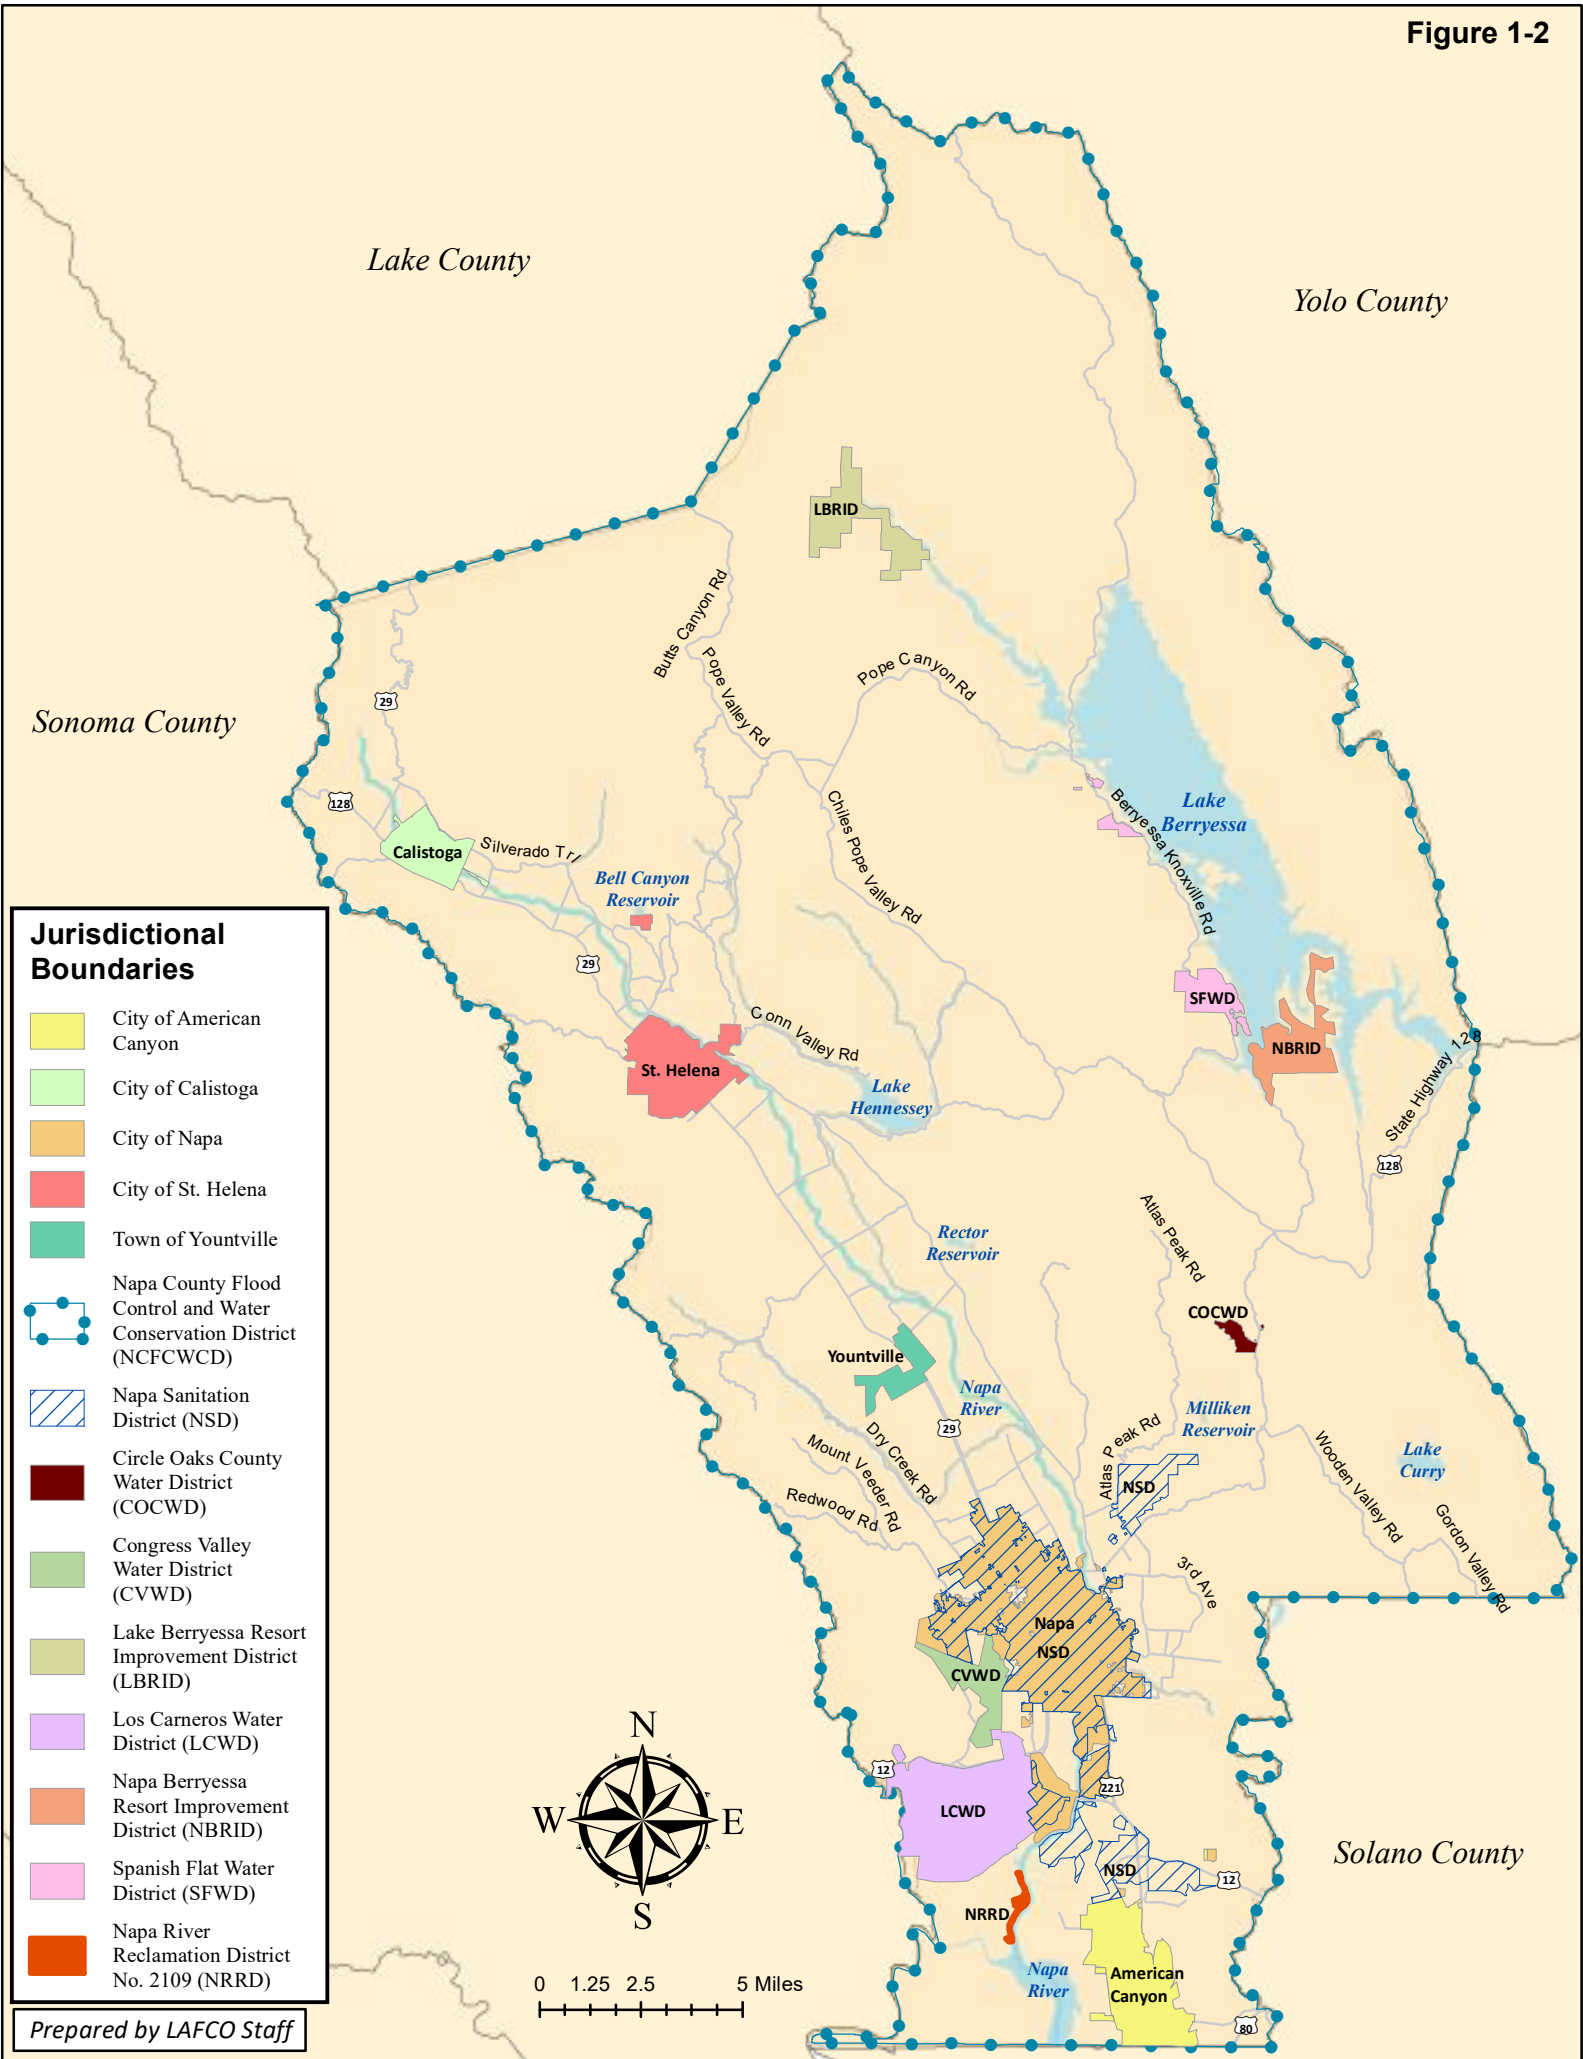 Figure 1-2
Lake County
Yolo County
Sonoma County
Solano County
LBRID
Butts Canyon Rd
Pope Valley Rd
Pope Canyon Rd
29
128
Calistoga
Silverado Trl
Bell Canyon
Reservoir
29
Chiles Pope Valley Rd
Berryessa Knoxville Rd
Lake
Berryessa
SFWD
NBRID
State Highway 128
128
St. Helena
Conn Valley Rd
Lake
Hennessey
Rector
Reservoir
Atlas Peak Rd
COCWD
Yountville
Napa
River
29
Milliken
Reservoir
Atlas Peak Rd
NSD
Lake
Curry
Wooden Valley Rd
Gordon Valley Rd
Dry Creek Rd
Mount Veeder Rd
Redwood Rd
3rd Ave
Napa
NSD
CVWD
12
221
LCWD
NSD
12
NRRD
Napa
River
American
Canyon
80
Jurisdictional
Boundaries
City of American
Canyon
City of Calistoga
City of Napa
City of St. Helena
Town of Yountville
Napa County Flood
Control and Water
Conservation District
(NCFCWCD)
Napa Sanitation
District (NSD)
Circle Oaks County
Water District
(COCWD)
Congress Valley
Water District
(CVWD)
Lake Berryessa Resort
Improvement District
(LBRID)
Los Carneros Water
District (LCWD)
Napa Berryessa
Resort Improvement
District (NBRID)
Spanish Flat Water
District (SFWD)
Napa River
Reclamation District
No. 2109 (NRRD)
Prepared by LAFCO Staff
N
W E
S
0 1.25 2.5 5 Miles